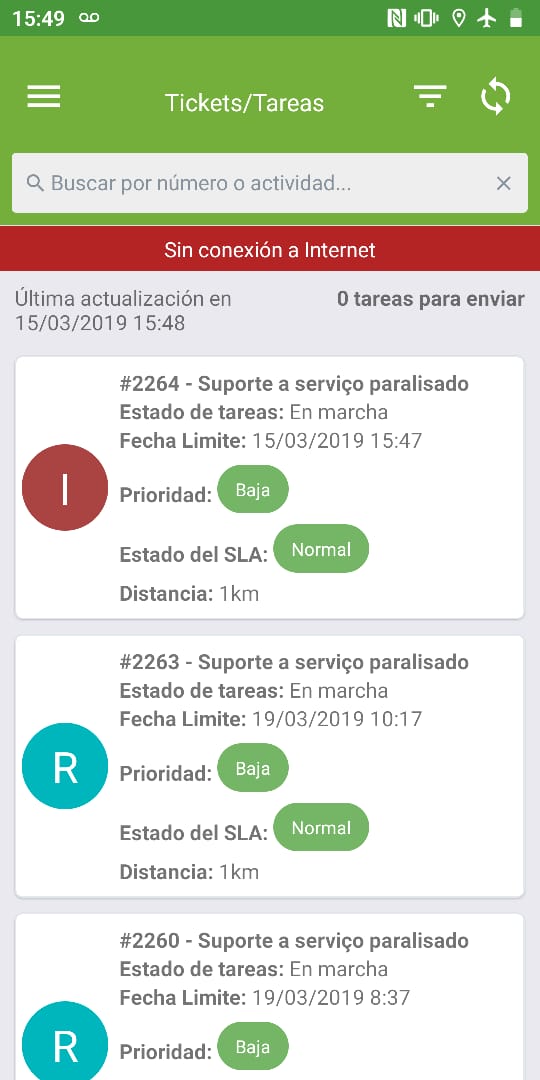 15:49
Tickets/Tareas
Buscar por número o actividad...
Sin conexión a Internet
Última actualización en
15/03/2019 15:48
0 tareas para enviar
#2264 - Suporte a serviço paralisado
Estado de tareas: En marcha
Fecha Limite: 15/03/2019 15:47
I
Prioridad: Baja
Estado del SLA: Normal
Distancia: 1km
#2263 - Suporte a serviço paralisado
Estado de tareas: En marcha
Fecha Limite: 19/03/2019 10:17
R
Prioridad: Baja
Estado del SLA: Normal
Distancia: 1km
#2260 - Suporte a serviço paralisado
Estado de tareas: En marcha
Fecha Limite: 19/03/2019 8:37
R
Prioridad: Baja